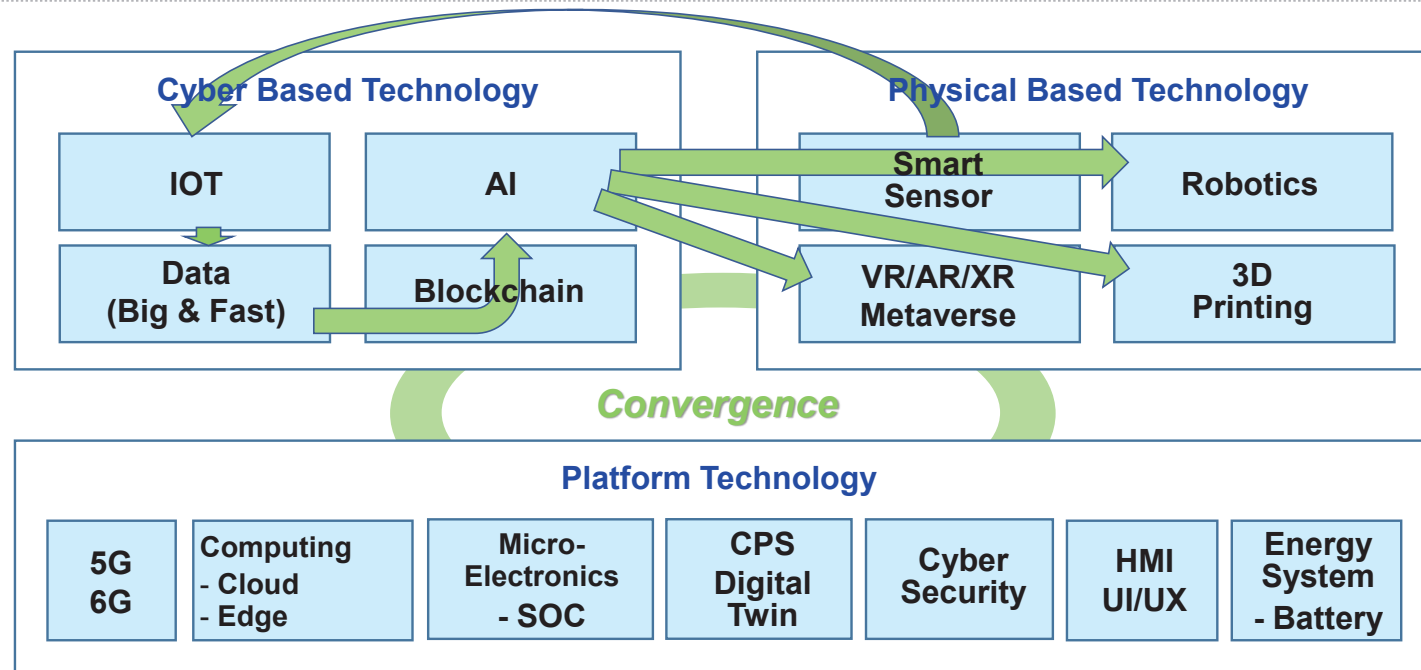 Cyber Based Technology
IOT
AI
Data
(Big & Fast)
Blockchain
Physical Based Technology
Smart
Sensor
Robotics
VR/AR/XR
Metaverse
3D
Printing
Convergence
Platform Technology
5G
6G
Computing
- Cloud
- Edge
Micro-
Electronics
- SOC
CPS
Digital
Twin
Cyber
Security
HMI
UI/UX
Energy
System
- Battery